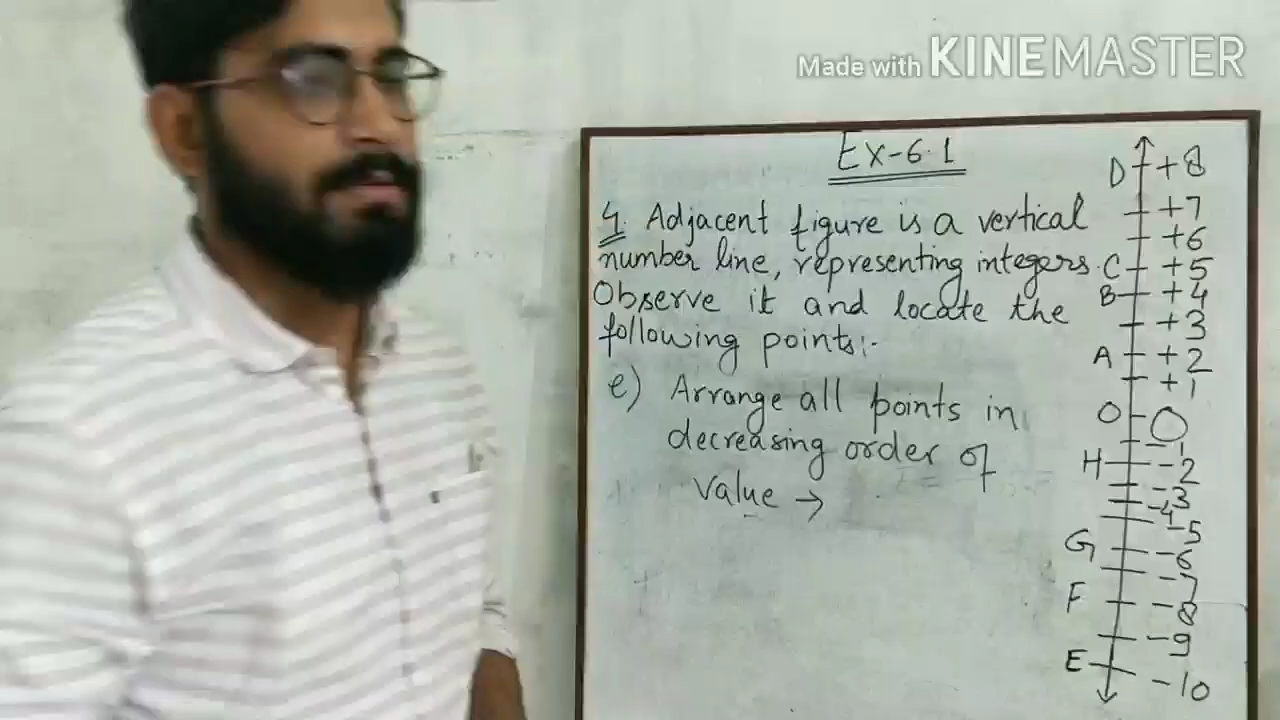 Made with KINEMASTER
Ex-6.1
4. Adjacent figure is a vertical
number line, representing integers.
Observe it and locate the
following points:-
e) Arrange all points in
decreasing order of
value →
D +8
+7
+6
C +5
B +4
+3
A +2
+1
O 0
-1
H -2
-3
-4
-5
G -6
-7
F -8
-9
E -10